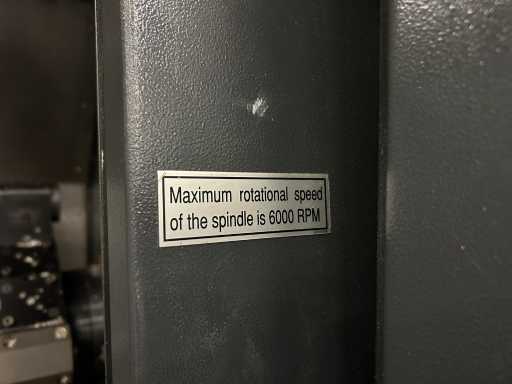 Maximum rotational speed
of the spindle is 6000 RPM